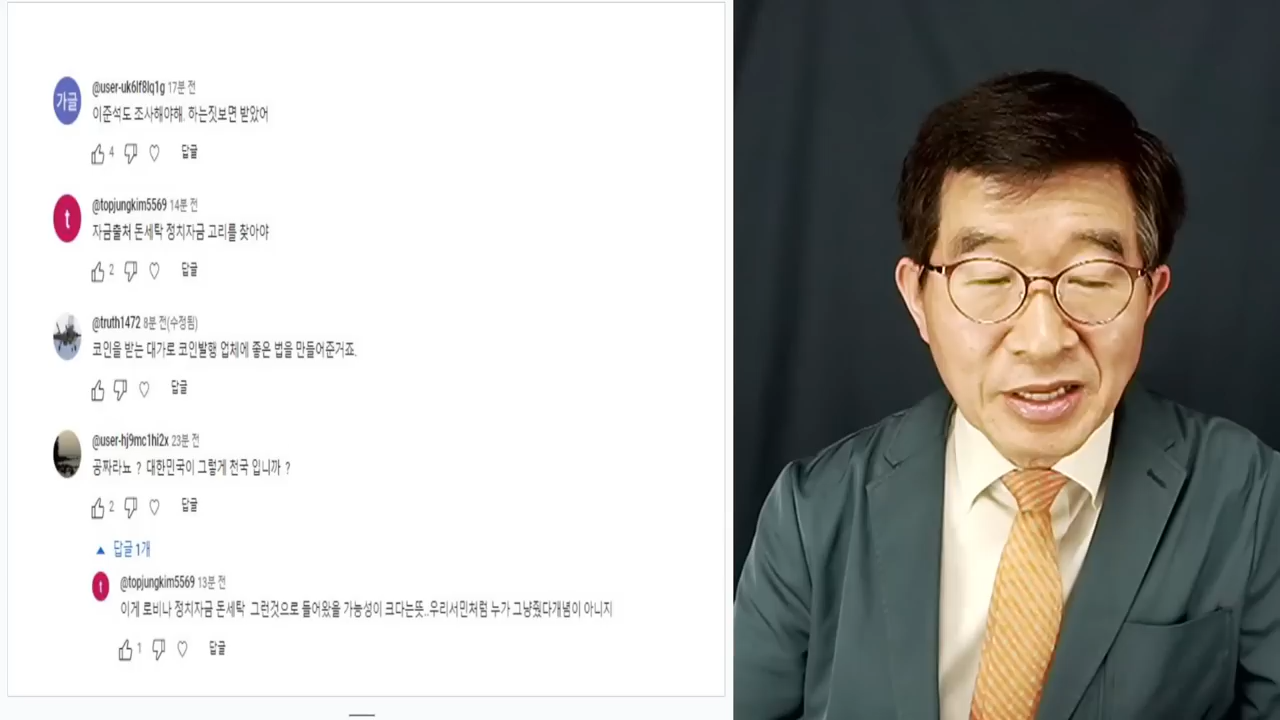 가글
@user-uk6lf8lq1g 17분 전
이준석도 조사해야해. 하는짓보면 받았어
4 답글
t
@topjungkim5569 14분 전
자금출처 돈세탁 정치자금 고리를 찾아야
2 답글
@truth1472 8분 전(수정됨)
코인을 받는 대가로 코인발행 업체에 좋은 법을 만들어준거죠.
답글
@user-hj9mc1hi2x 23분 전
공짜라뇨 ? 대한민국이 그렇게 천국 입니까 ?
2 답글
답글 1개
t
@topjungkim5569 13분 전
이게 로비나 정치자금 돈세탁 그런것으로 들어왔을 가능성이 크다는뜻..우리서민처럼 누가 그냥줬다개념이 아니지
1 답글